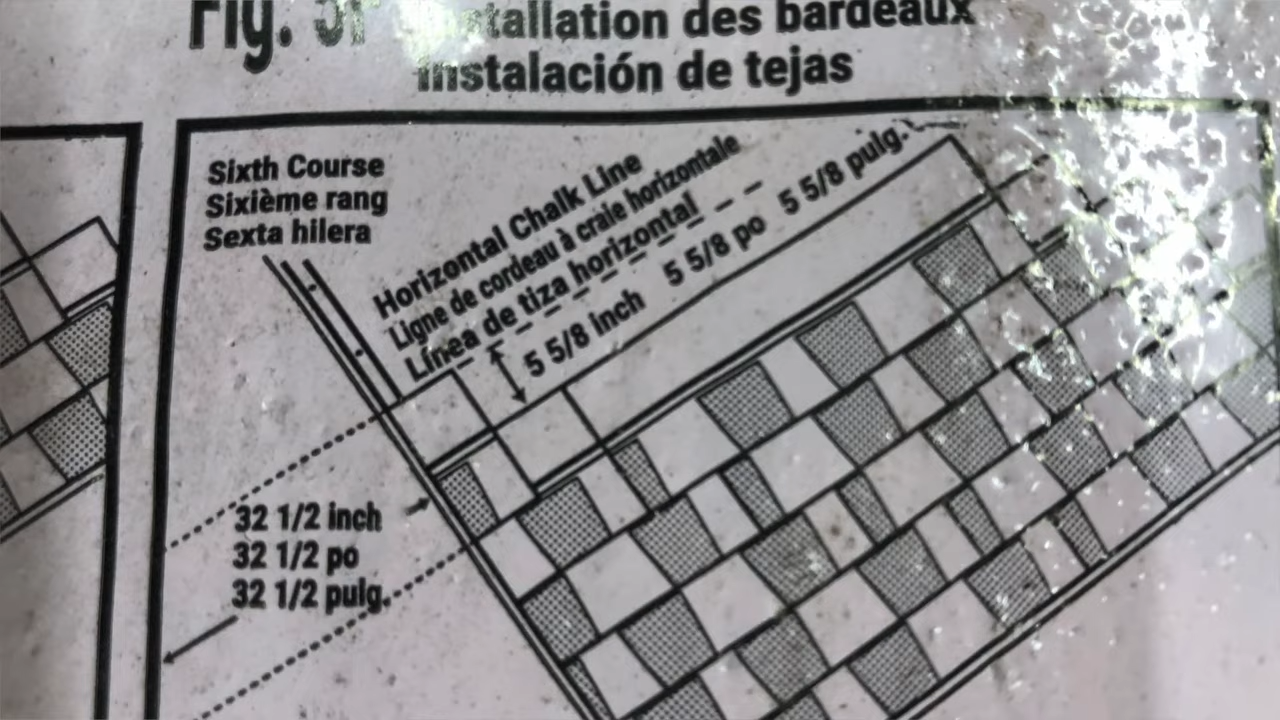 Fig. 5f
des bardeaux
Instalación de tejas
Sixth Course
Sixième rang
Sexta hilera
Horizontal Chalk Line
Ligne de cordeau à craie horizontale
Línea de tiza horizontal
5 5/8 inch 5 5/8 po 5 5/8 pulg.
32 1/2 inch
32 1/2 po
32 1/2 pulg.